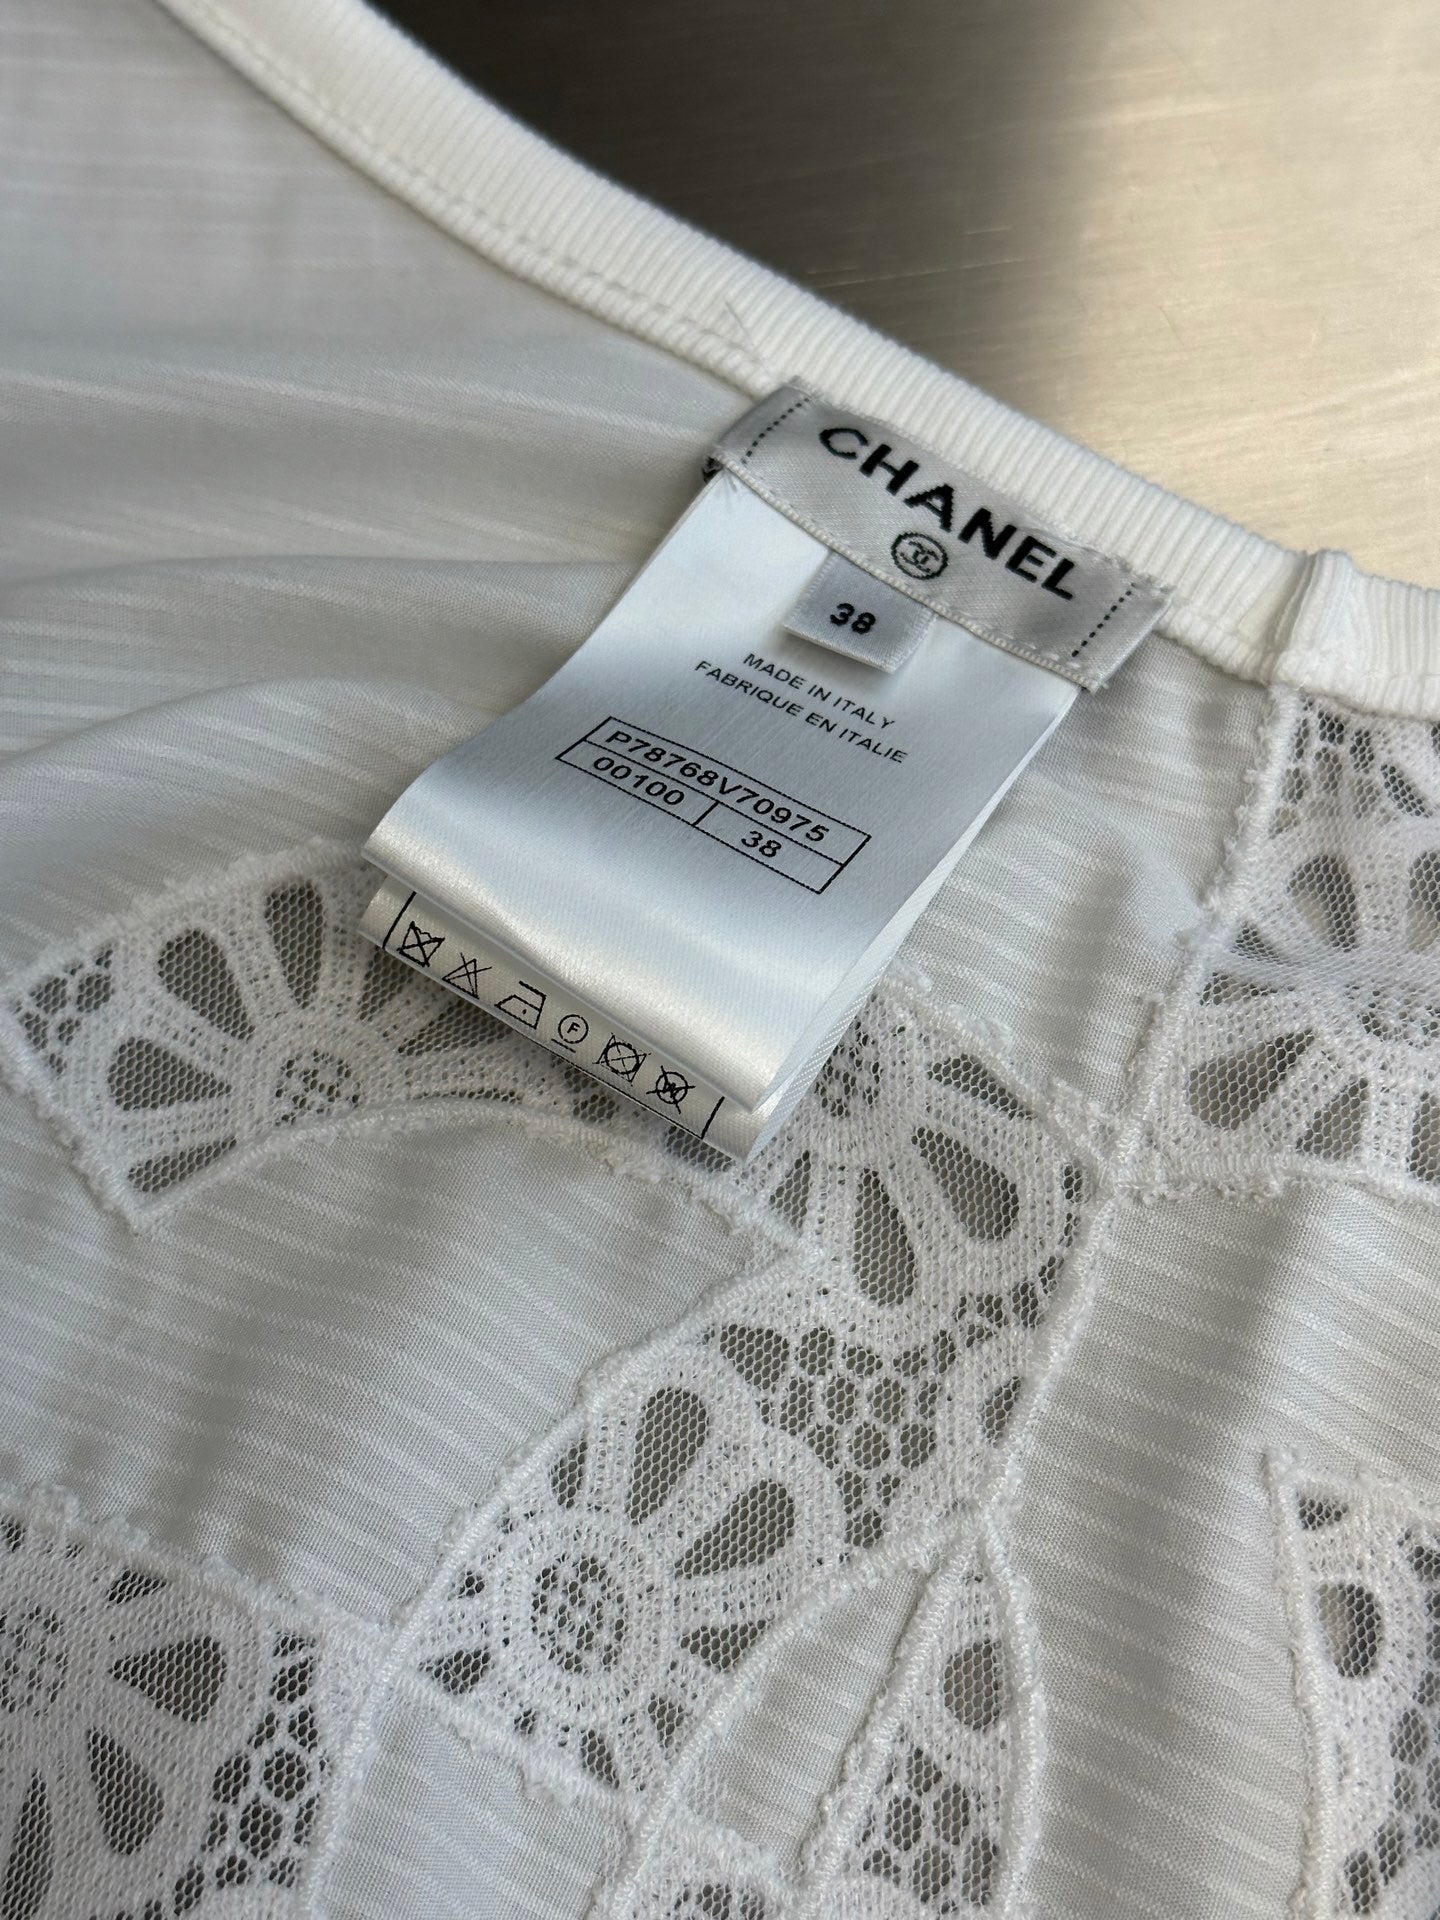 CHANEL
38
MADE IN ITALY
FABRIQUE EN ITALIE
P78768V70975
00100 38
F
W